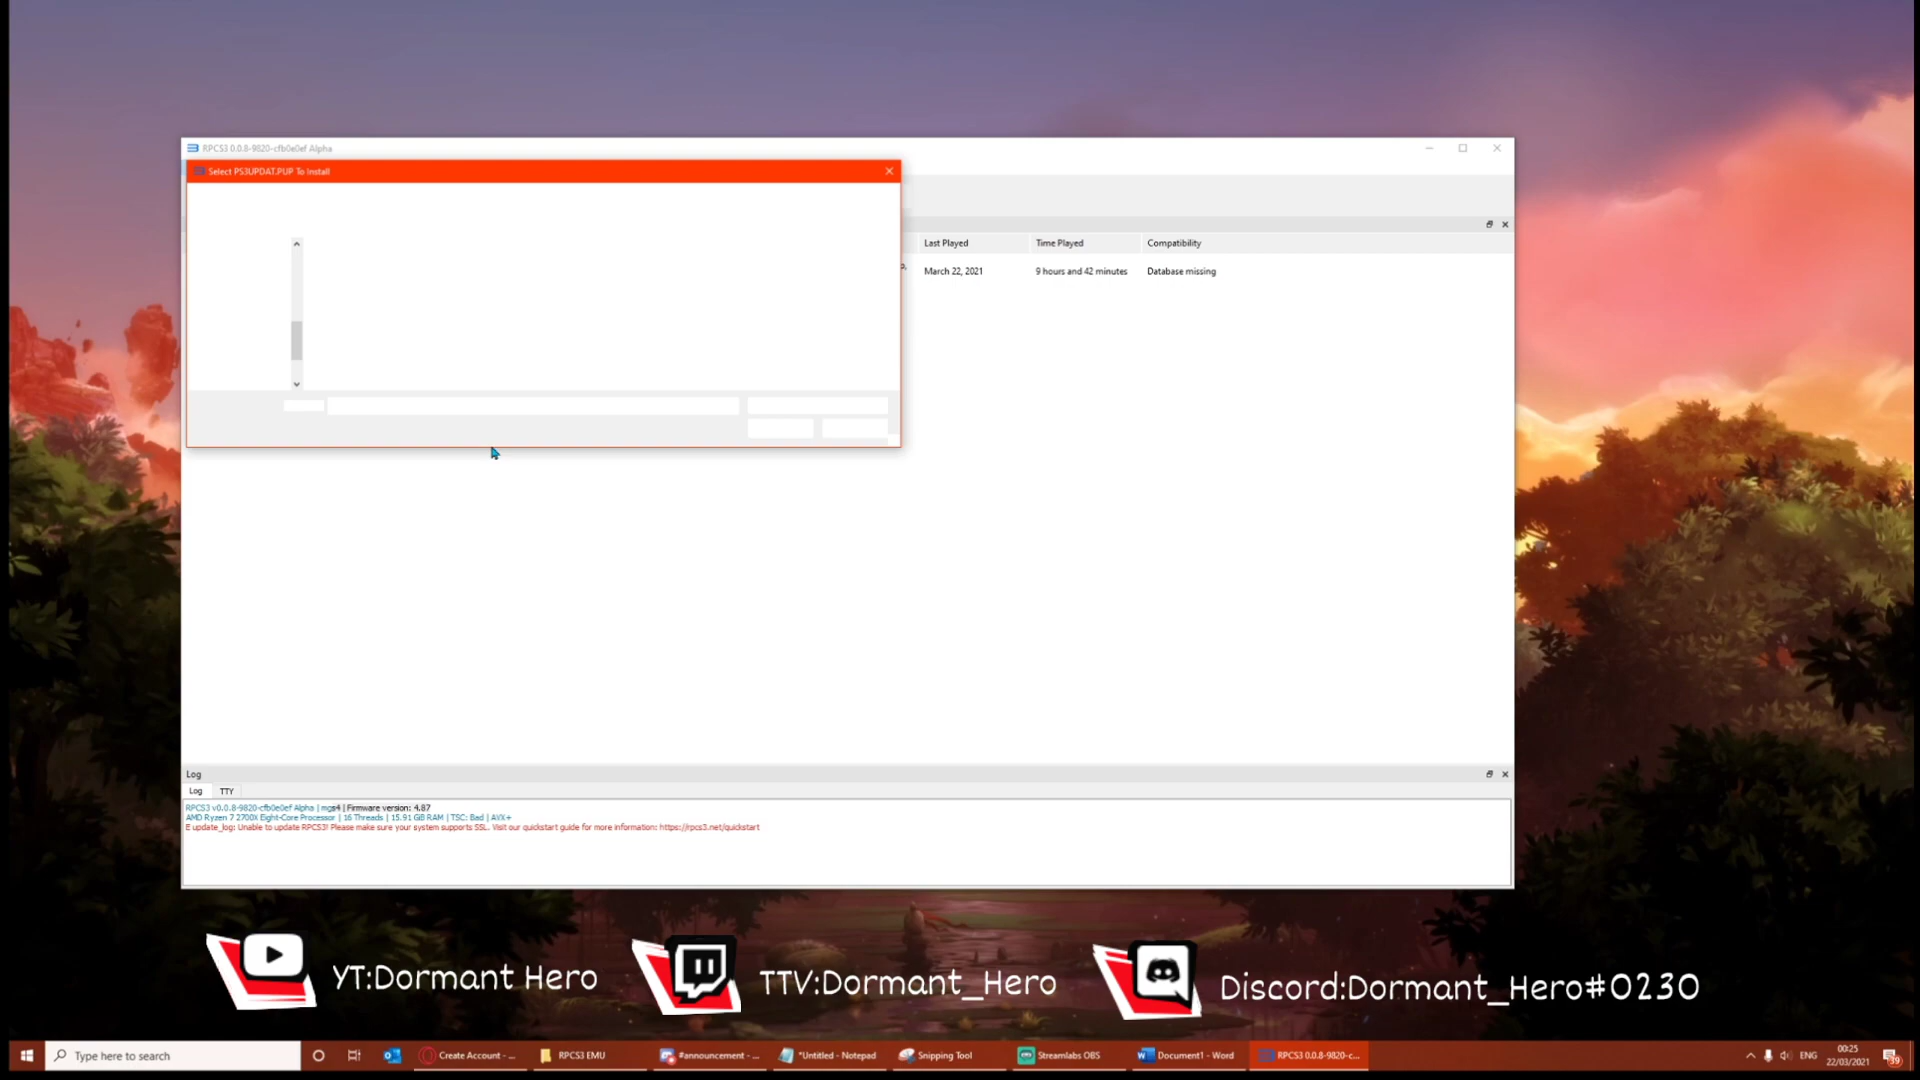 RPCS3 0.0.8-9820-cfb0e0ef Alpha
Select PS3UPDAT.PUP To Install
Last Played Time Played Compatibility
March 22, 2021 9 hours and 42 minutes Database missing
Log
Log TTY
RPCS3 v0.0.8-9820-cfb0e0ef Alpha | mgs4 | Firmware version: 4.87
AMD Ryzen 7 2700X Eight-Core Processor | 16 Threads | 15.91 GiB RAM | TSC: Bad | AVX+
E update_log: Unable to update RPCS3! Please make sure your system supports SSL. Visit our quickstart guide for more information: https://rpcs3.net/quickstart
YT:Dormant Hero
TTV:Dormant_Hero
Discord:Dormant_Hero#0230
Type here to search
Create Account - ...
RPCS3 EMU
#announcement - ...
*Untitled - Notepad
Snipping Tool
Streamlabs OBS
Document1 - Word
RPCS3 0.0.8-9820-c...
ENG
00:25
22/03/2021
39